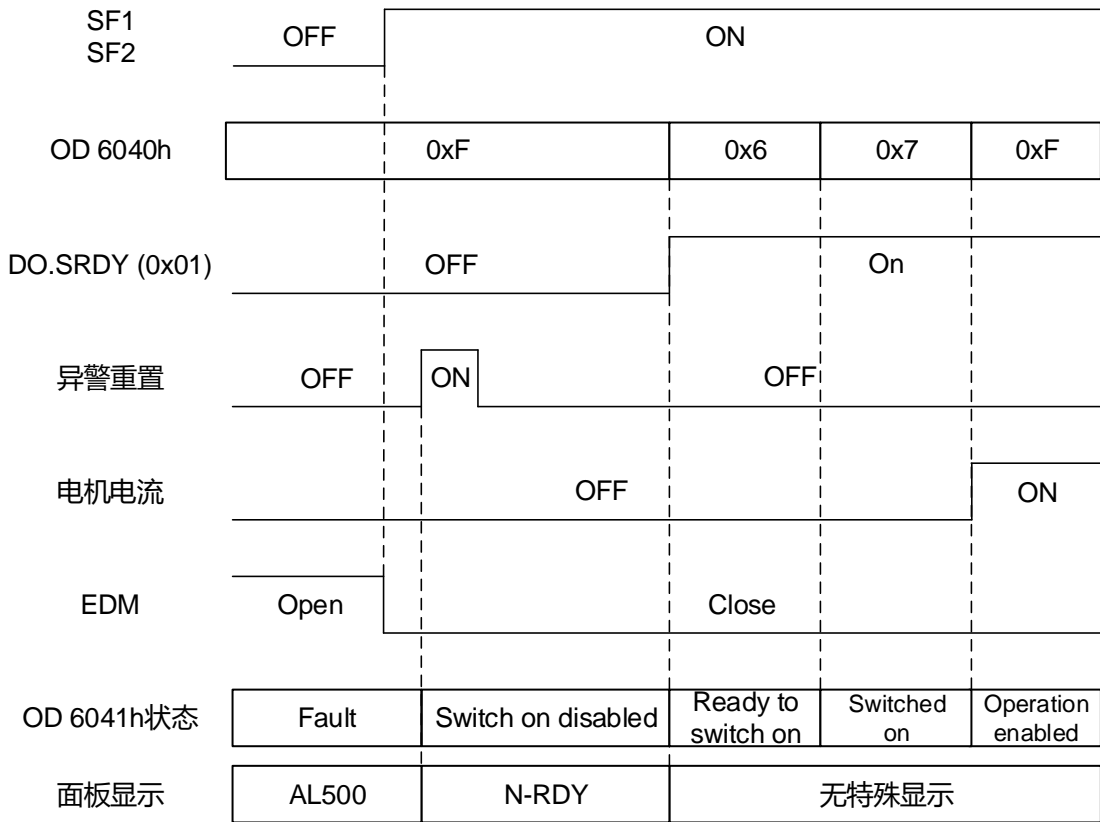 SF1
SF2
OFF
ON
OD 6040h
0xF
0x6
0x7
0xF
DO.SRDY (0x01)
OFF
On
异警重置
OFF
ON
OFF
电机电流
OFF
ON
EDM
Open
Close
OD 6041h状态
Fault
Switch on disabled
Ready to
switch on
Switched
on
Operation
enabled
面板显示
AL500
N-RDY
无特殊显示